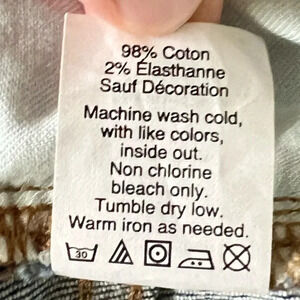 98% Coton
2% Élasthanne
Sauf Décoration
Machine wash cold,
with like colors,
inside out.
Non chlorine
bleach only.
Tumble dry low.
Warm iron as needed.
30